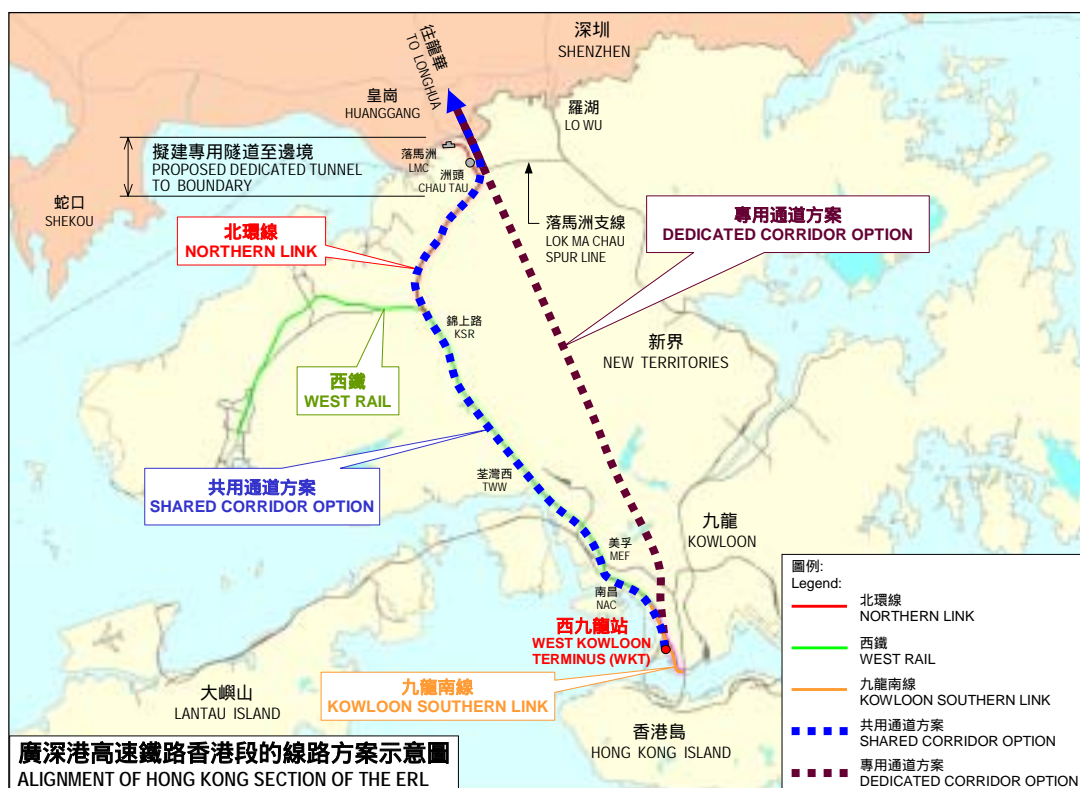 深圳
SHENZHEN
往龍華
TO LONGHUA
皇崗
HUANGGANG
羅湖
LO WU
擬建專用隧道至邊境
PROPOSED DEDICATED TUNNEL
TO BOUNDARY
落馬洲
LMC
洲頭
CHAU TAU
蛇口
SHEKOU
北環線
NORTHERN LINK
落馬洲支線
LOK MA CHAU
SPUR LINE
專用通道方案
DEDICATED CORRIDOR OPTION
錦上路
KSR
新界
NEW TERRITORIES
西鐵
WEST RAIL
共用通道方案
SHARED CORRIDOR OPTION
荃灣西
TWW
九龍
KOWLOON
美孚
MEF
南昌
NAC
西九龍站
WEST KOWLOON
TERMINUS (WKT)
大嶼山
LANTAU ISLAND
九龍南線
KOWLOON SOUTHERN LINK
香港島
HONG KONG ISLAND
圖例:
Legend:
北環線
NORTHERN LINK
西鐵
WEST RAIL
九龍南線
KOWLOON SOUTHERN LINK
共用通道方案
SHARED CORRIDOR OPTION
專用通道方案
DEDICATED CORRIDOR OPTION
廣深港高速鐵路香港段的線路方案示意圖
ALIGNMENT OF HONG KONG SECTION OF THE ERL